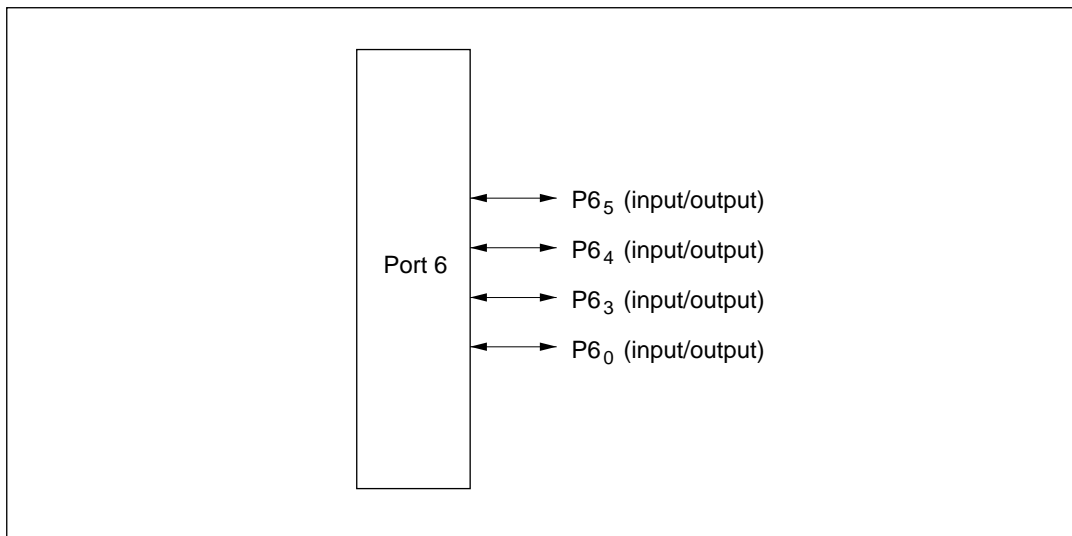 P6₅ (input/output)
P6₄ (input/output)
Port 6
P6₃ (input/output)
P6₀ (input/output)